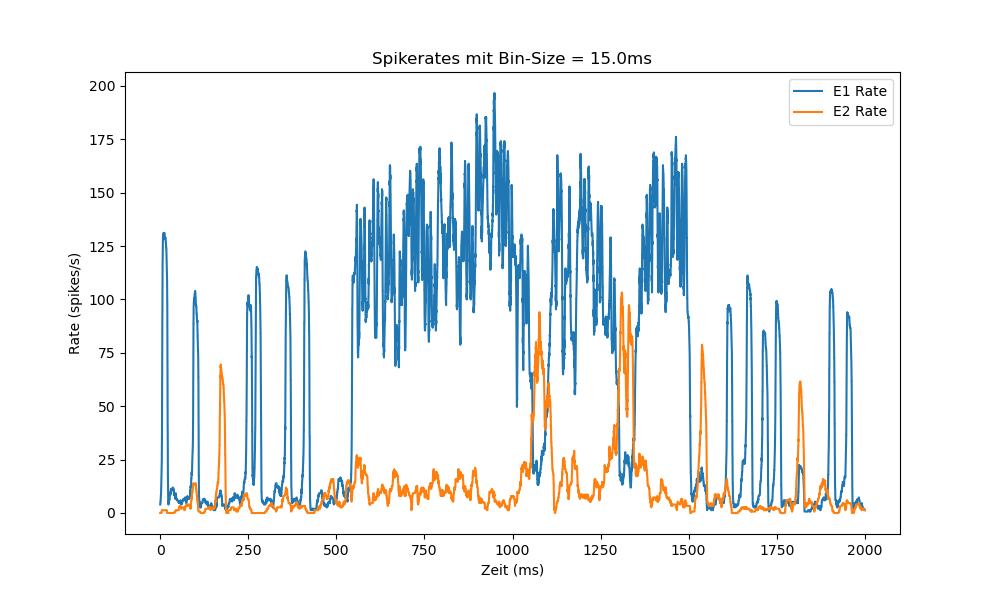 Spikerates mit Bin-Size = 15.0ms
E1 Rate
E2 Rate
200
175
150
125
100
75
50
25
0
Rate (spikes/s)
0 250 500 750 1000 1250 1500 1750 2000
Zeit (ms)